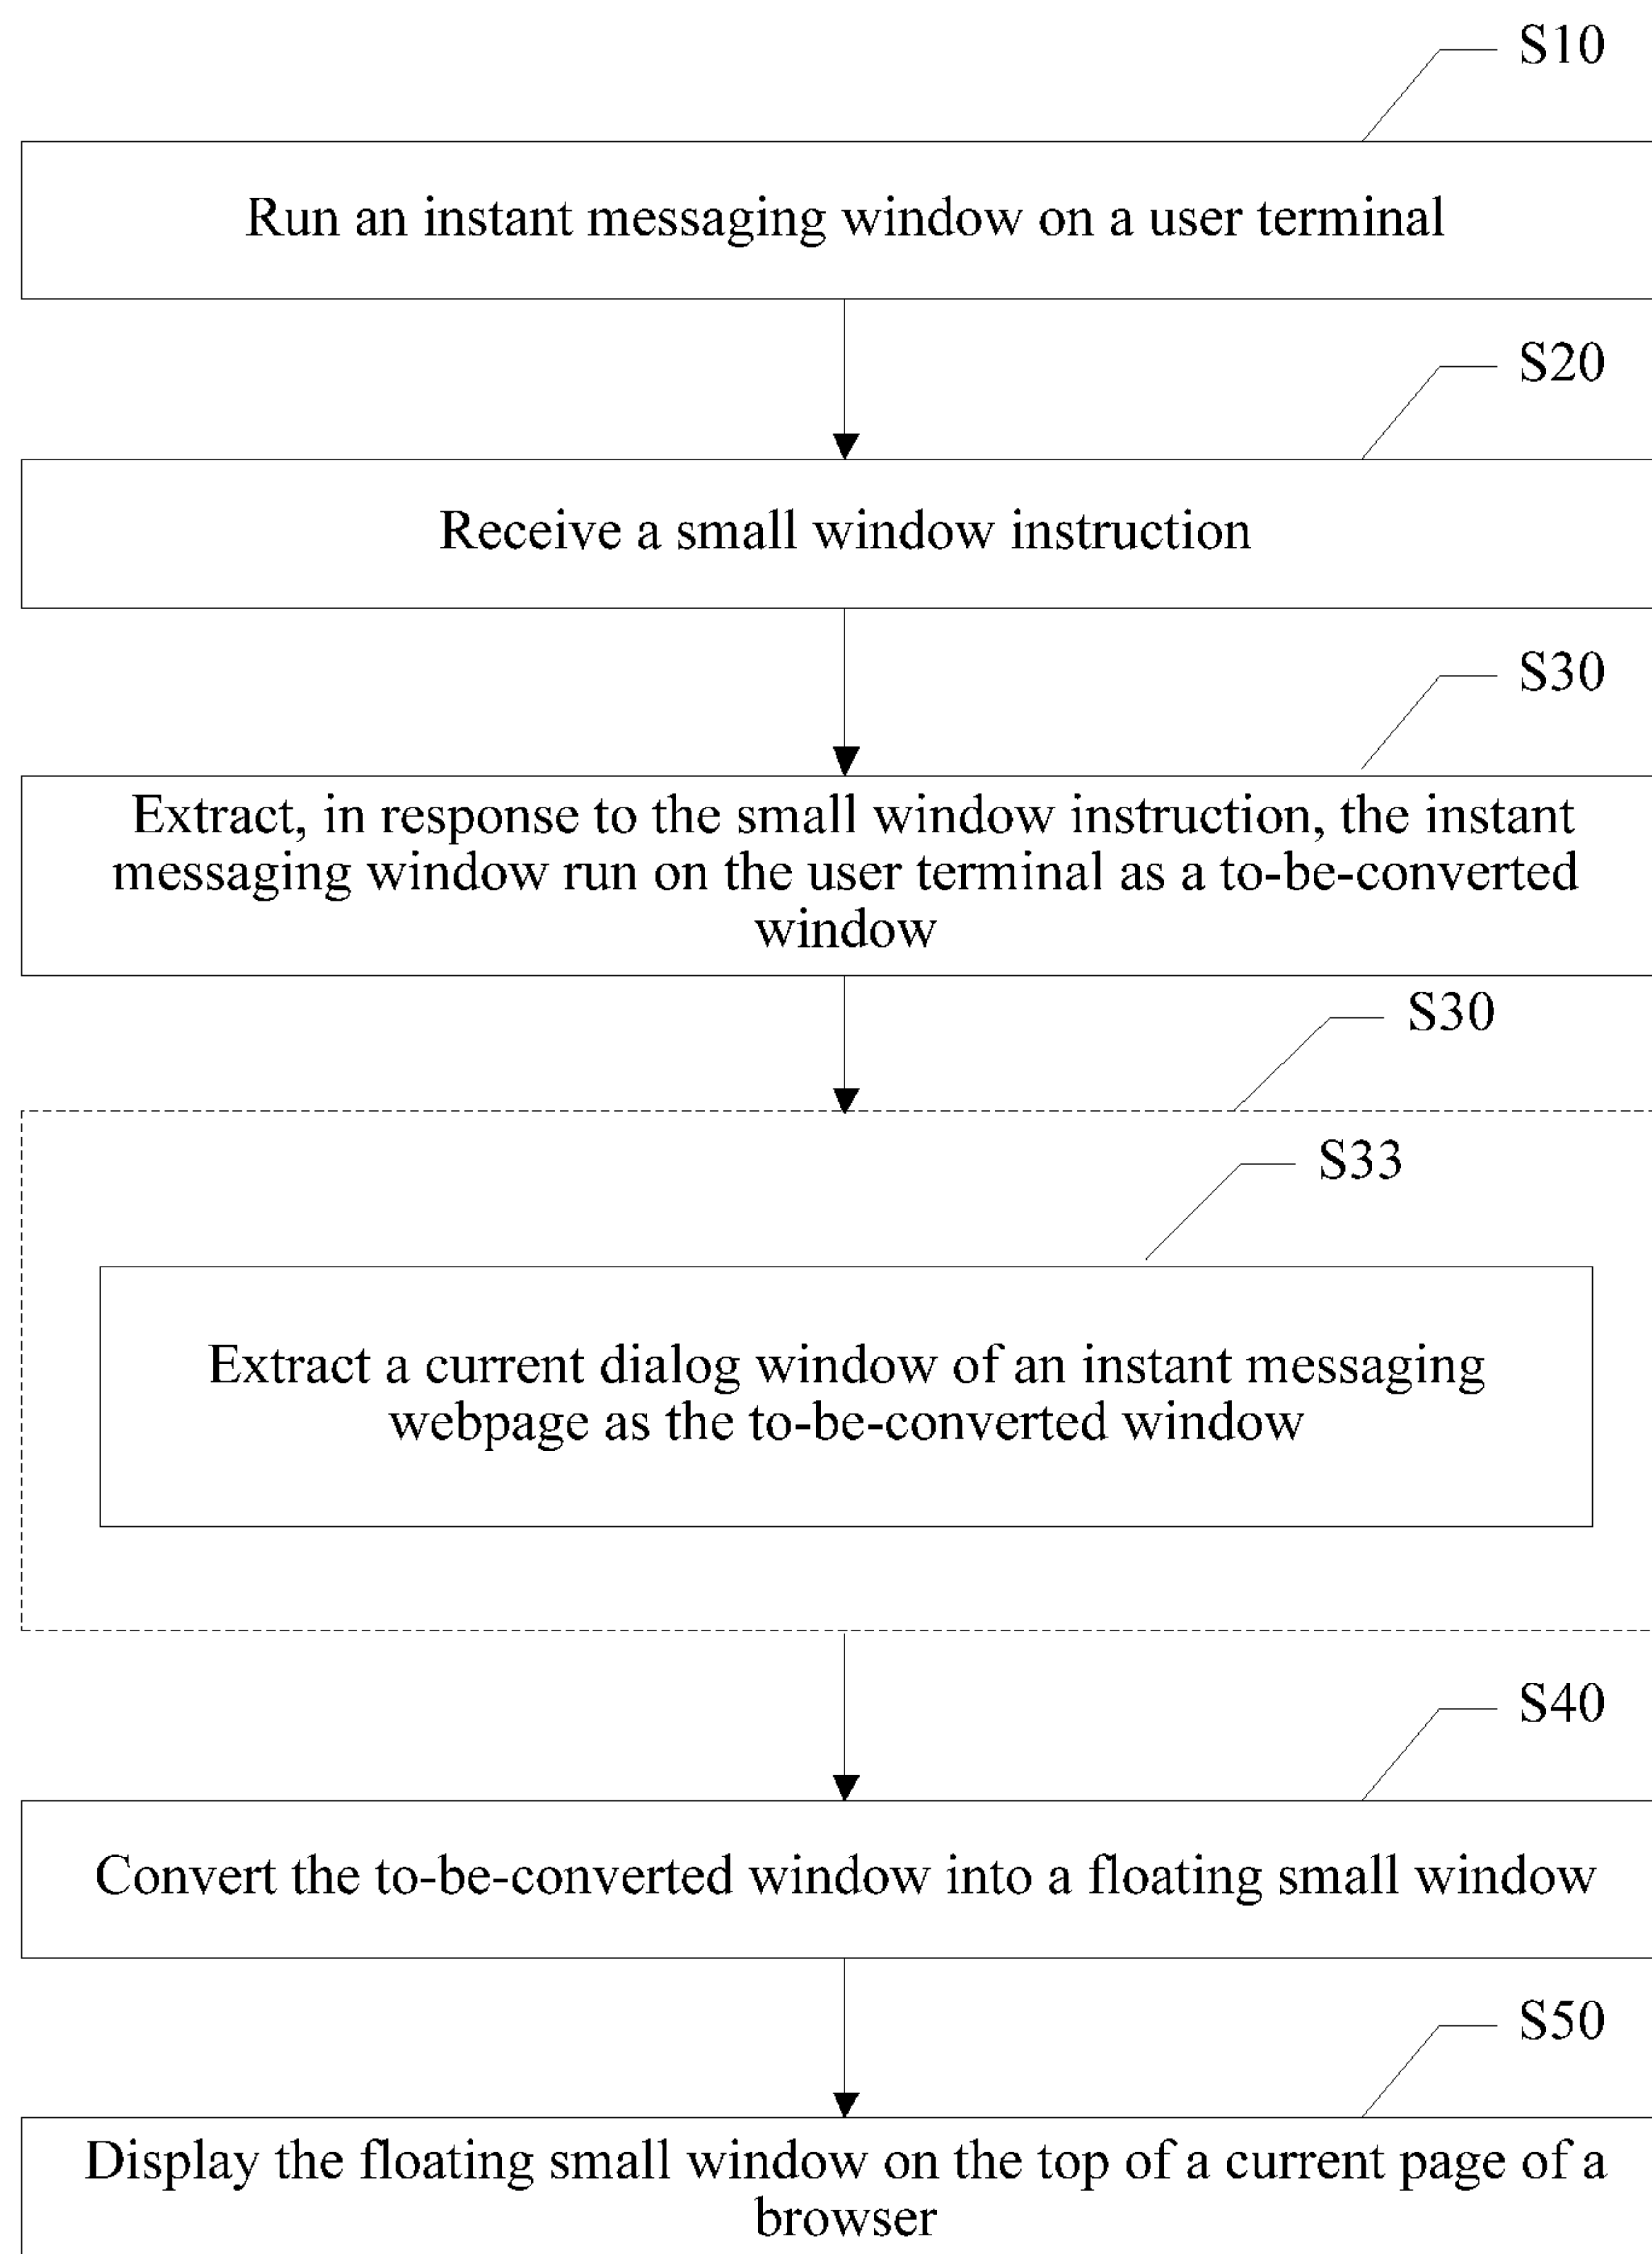 S10
Run an instant messaging window on a user terminal
S20
Receive a small window instruction
S30
Extract, in response to the small window instruction, the instant
messaging window run on the user terminal as a to-be-converted
window
S30
S33
Extract a current dialog window of an instant messaging
webpage as the to-be-converted window
S40
Convert the to-be-converted window into a floating small window
S50
Display the floating small window on the top of a current page of a
browser